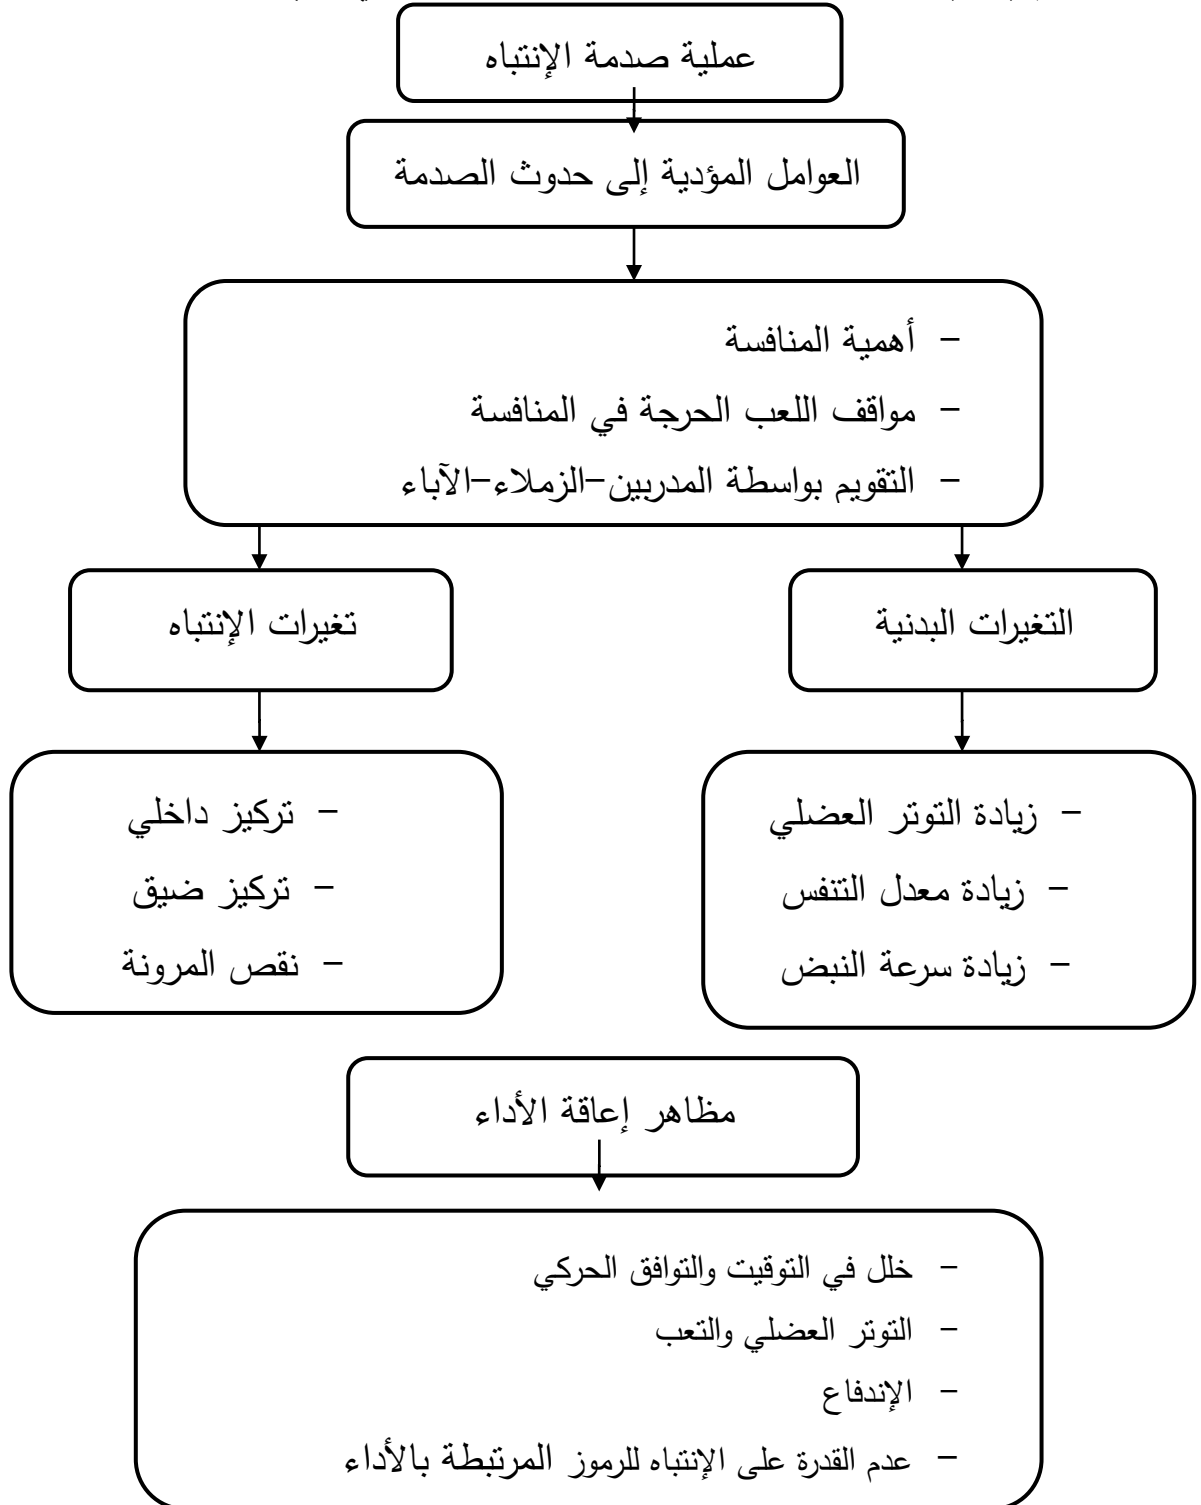 عملية صدمة الإنتباه
العوامل المؤدية إلى حدوث الصدمة
- أهمية المنافسة
- مواقف اللعب الحرجة في المنافسة
- التقويم بواسطة المدربين-الزملاء-الآباء
التغيرات البدنية
تغيرات الإنتباه
- زيادة التوتر العضلي
- زيادة معدل التنفس
- زيادة سرعة النبض
- تركيز داخلي
- تركيز ضيق
- نقص المرونة
مظاهر إعاقة الأداء
- خلل في التوقيت والتوافق الحركي
- التوتر العضلي والتعب
- الإندفاع
- عدم القدرة على الإنتباه للرموز المرتبطة بالأداء